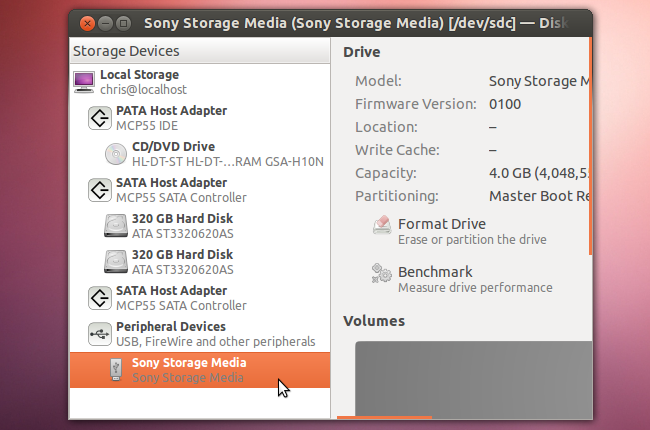 Sony Storage Media (Sony Storage Media) [/dev/sdc] — Disk
Storage Devices
Local Storage
chris@localhost
PATA Host Adapter
MCP55 IDE
CD/DVD Drive
HL-DT-ST HL-DT-...RAM GSA-H10N
SATA Host Adapter
MCP55 SATA Controller
320 GB Hard Disk
ATA ST3320620AS
320 GB Hard Disk
ATA ST3320620AS
SATA Host Adapter
MCP55 SATA Controller
Peripheral Devices
USB, FireWire and other peripherals
Sony Storage Media
Sony Storage Media
Drive
Model: Sony Storage M
Firmware Version: 0100
Location: –
Write Cache: –
Capacity: 4.0 GB (4,048,5
Partitioning: Master Boot Re
Format Drive
Erase or partition the drive
Benchmark
Measure drive performance
Volumes